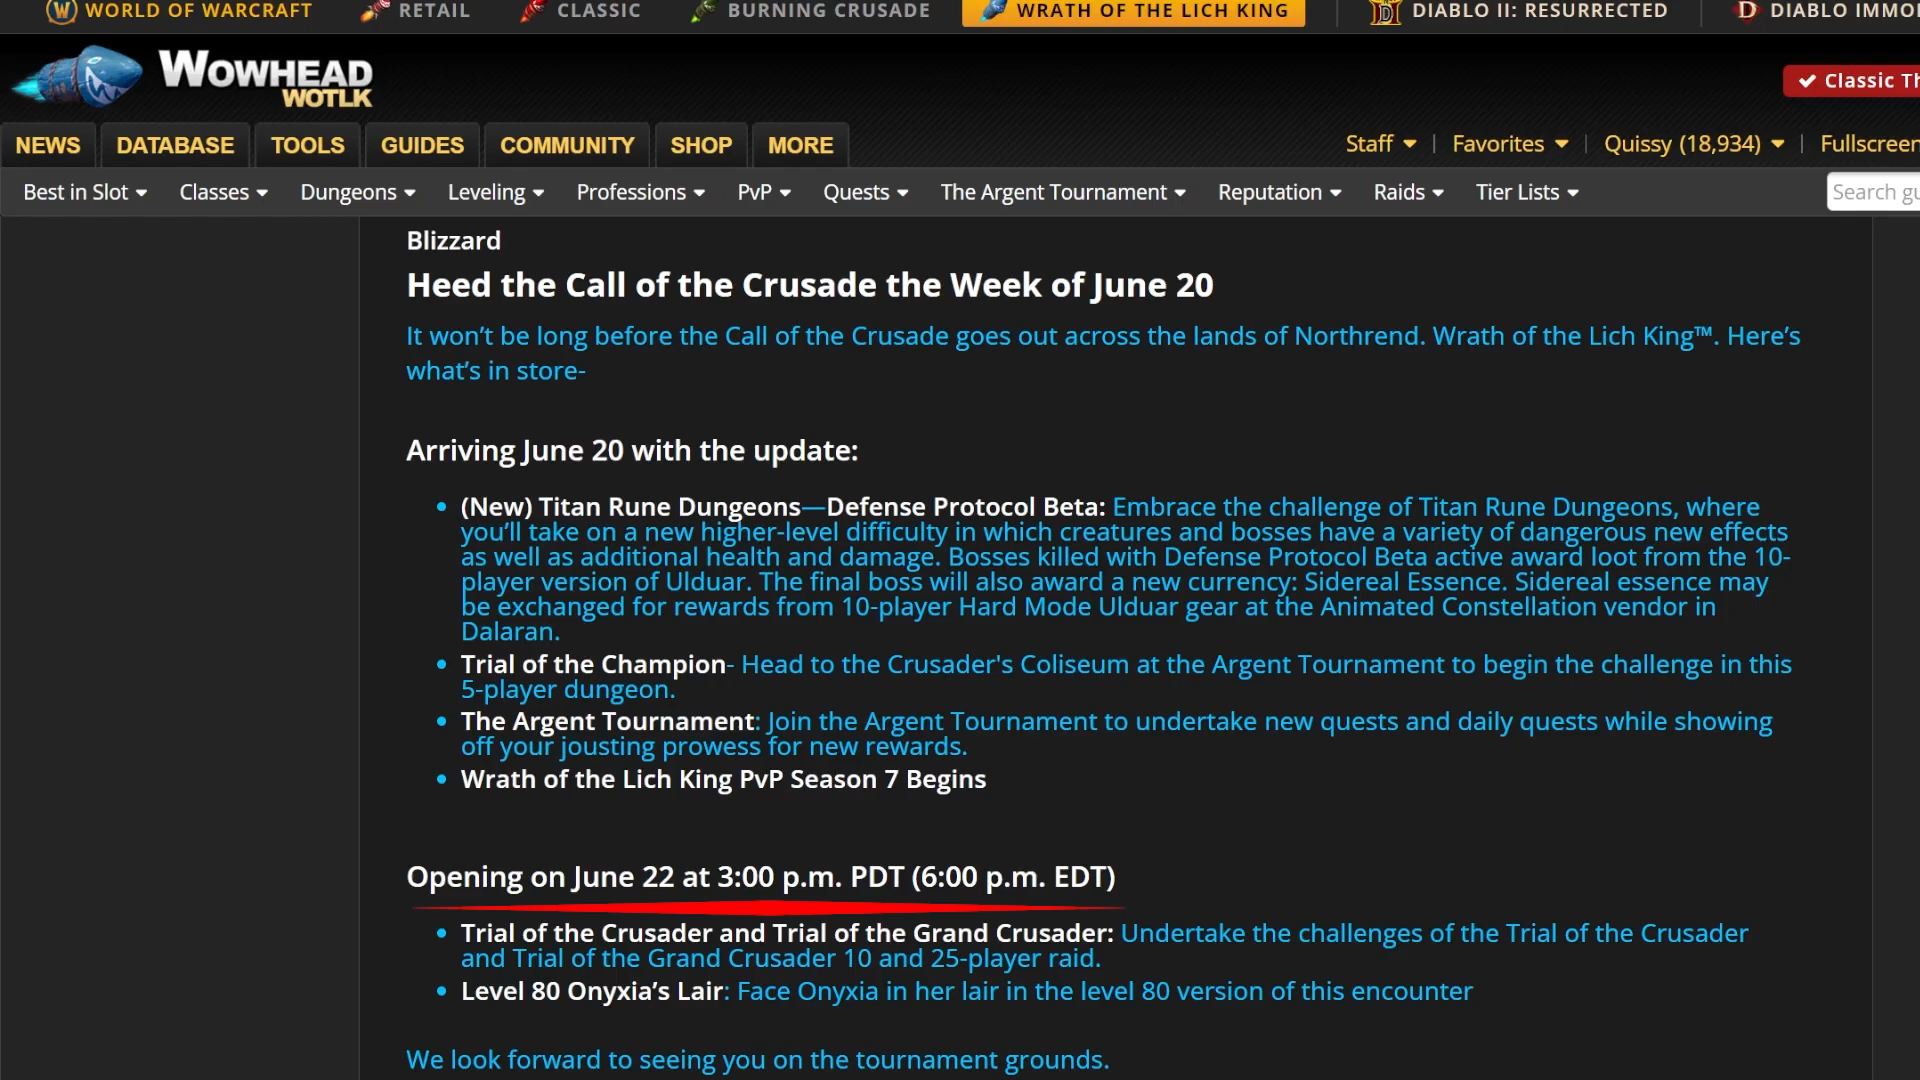 WORLD OF WARCRAFT RETAIL CLASSIC BURNING CRUSADE WRATH OF THE LICH KING DIABLO II: RESURRECTED DIABLO IMMO
WOWHEAD
WOTLK
Classic Th
NEWS DATABASE TOOLS GUIDES COMMUNITY SHOP MORE Staff | Favorites | Quissy (18,934) | Fullscreen
Best in Slot Classes Dungeons Leveling Professions PvP Quests The Argent Tournament Reputation Raids Tier Lists Search gu
Blizzard
Heed the Call of the Crusade the Week of June 20
It won’t be long before the Call of the Crusade goes out across the lands of Northrend. Wrath of the Lich King™. Here’s
what’s in store-
Arriving June 20 with the update:
• (New) Titan Rune Dungeons—Defense Protocol Beta: Embrace the challenge of Titan Rune Dungeons, where
you’ll take on a new higher-level difficulty in which creatures and bosses have a variety of dangerous new effects
as well as additional health and damage. Bosses killed with Defense Protocol Beta active award loot from the 10-
player version of Ulduar. The final boss will also award a new currency: Sidereal Essence. Sidereal essence may
be exchanged for rewards from 10-player Hard Mode Ulduar gear at the Animated Constellation vendor in
Dalaran.
• Trial of the Champion- Head to the Crusader's Coliseum at the Argent Tournament to begin the challenge in this
5-player dungeon.
• The Argent Tournament: Join the Argent Tournament to undertake new quests and daily quests while showing
off your jousting prowess for new rewards.
• Wrath of the Lich King PvP Season 7 Begins
Opening on June 22 at 3:00 p.m. PDT (6:00 p.m. EDT)
• Trial of the Crusader and Trial of the Grand Crusader: Undertake the challenges of the Trial of the Crusader
and Trial of the Grand Crusader 10 and 25-player raid.
• Level 80 Onyxia’s Lair: Face Onyxia in her lair in the level 80 version of this encounter
We look forward to seeing you on the tournament grounds.